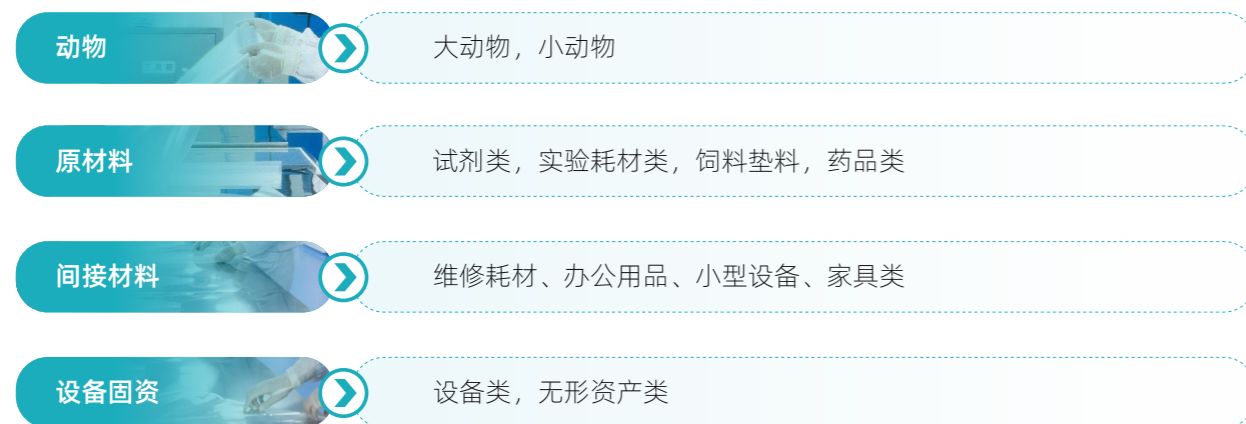 动物
大动物，小动物
原材料
试剂类，实验耗材类，饲料垫料，药品类
间接材料
维修耗材、办公用品、小型设备、家具类
设备固资
设备类，无形资产类